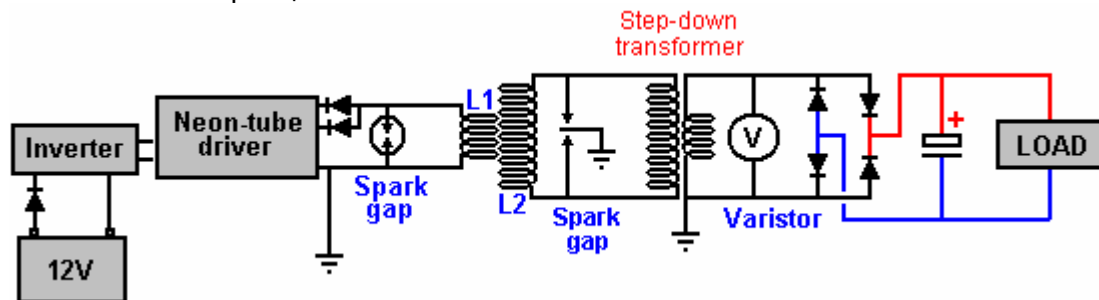 Step-down
transformer
L1
Neon-tube
driver
Inverter
V
+
LOAD
Spark
gap
L2
Spark
gap
Varistor
12V